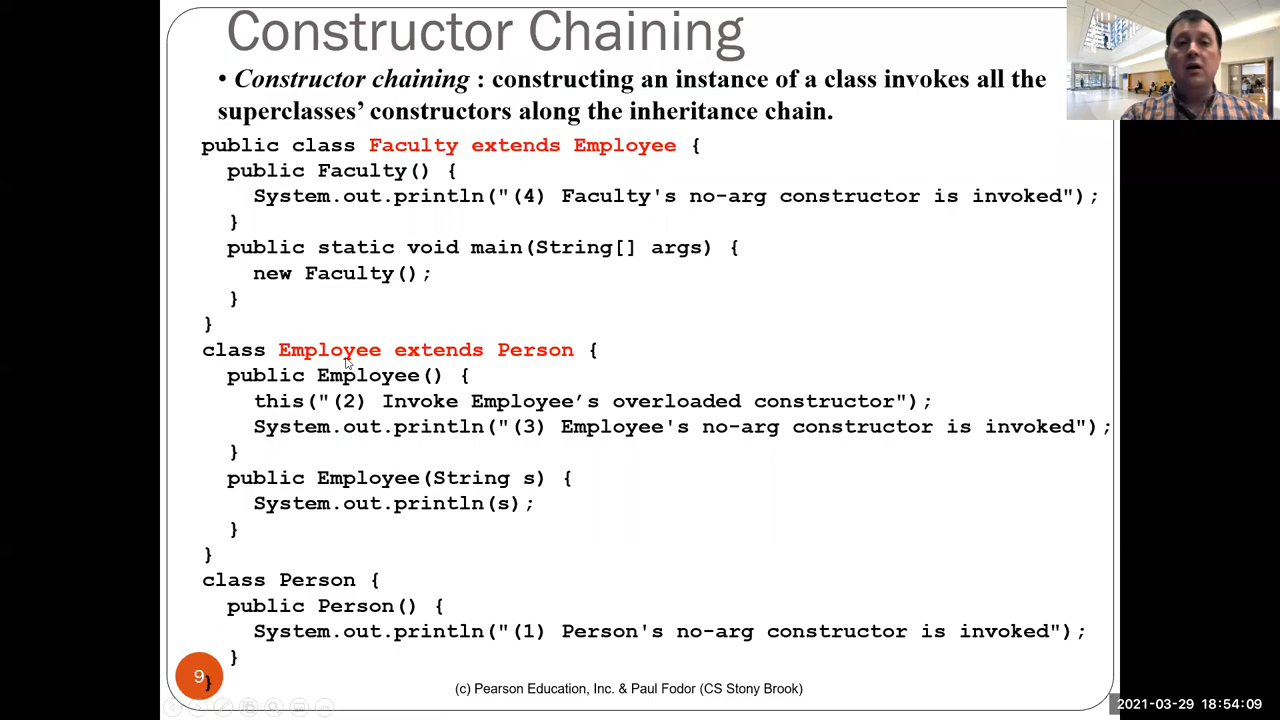 Constructor Chaining
• Constructor chaining : constructing an instance of a class invokes all the
superclasses’ constructors along the inheritance chain.
public class Faculty extends Employee {
  public Faculty() {
    System.out.println("(4) Faculty's no-arg constructor is invoked");
  }
  public static void main(String[] args) {
    new Faculty();
  }
}
class Employee extends Person {
  public Employee() {
    this("(2) Invoke Employee’s overloaded constructor");
    System.out.println("(3) Employee's no-arg constructor is invoked");
  }
  public Employee(String s) {
    System.out.println(s);
  }
}
class Person {
  public Person() {
    System.out.println("(1) Person's no-arg constructor is invoked");
  }
}
9
(c) Pearson Education, Inc. & Paul Fodor (CS Stony Brook)
2021-03-29 18:54:09